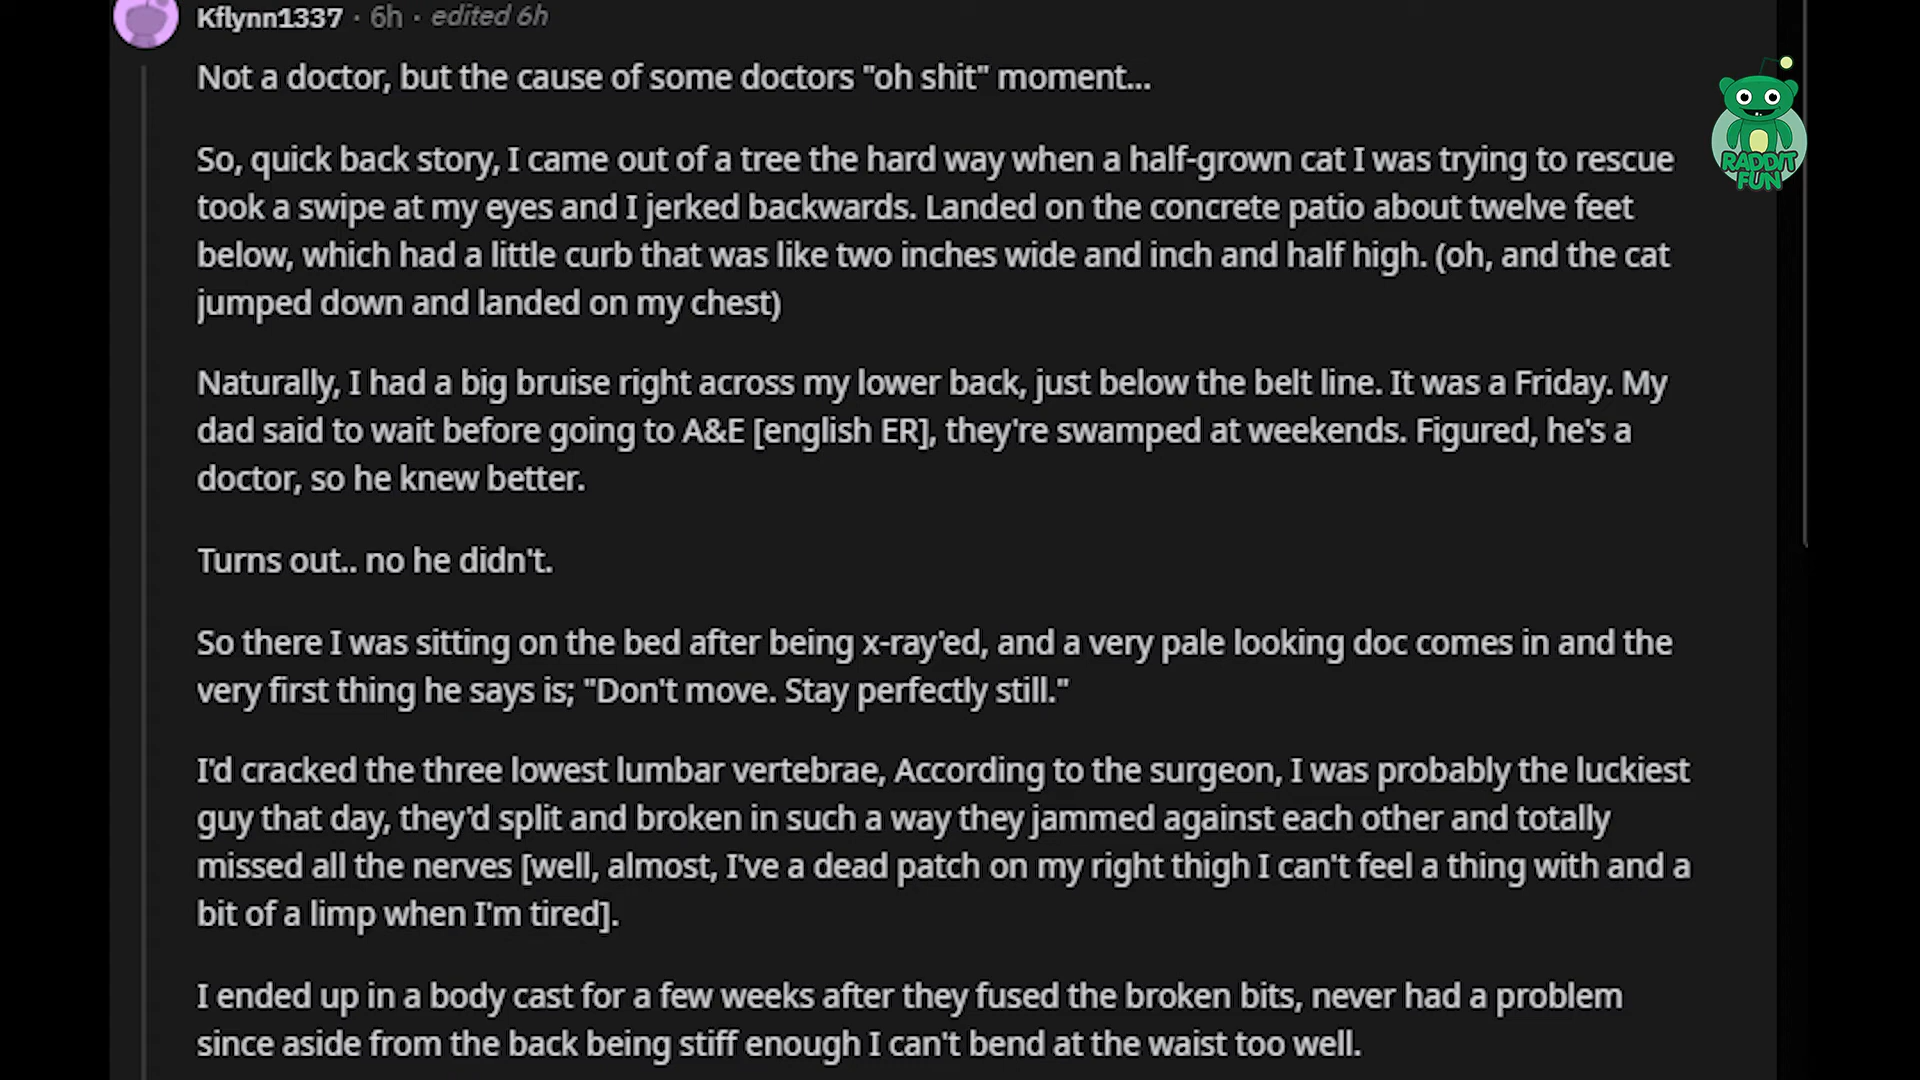 Kflynn1337 · 6h · edited 6h
Not a doctor, but the cause of some doctors "oh shit" moment...
So, quick back story, I came out of a tree the hard way when a half-grown cat I was trying to rescue
took a swipe at my eyes and I jerked backwards. Landed on the concrete patio about twelve feet
below, which had a little curb that was like two inches wide and inch and half high. (oh, and the cat
jumped down and landed on my chest)
Naturally, I had a big bruise right across my lower back, just below the belt line. It was a Friday. My
dad said to wait before going to A&E [english ER], they're swamped at weekends. Figured, he's a
doctor, so he knew better.
Turns out.. no he didn't.
So there I was sitting on the bed after being x-ray'ed, and a very pale looking doc comes in and the
very first thing he says is; "Don't move. Stay perfectly still."
I'd cracked the three lowest lumbar vertebrae, According to the surgeon, I was probably the luckiest
guy that day, they'd split and broken in such a way they jammed against each other and totally
missed all the nerves [well, almost, I've a dead patch on my right thigh I can't feel a thing with and a
bit of a limp when I'm tired].
I ended up in a body cast for a few weeks after they fused the broken bits, never had a problem
since aside from the back being stiff enough I can't bend at the waist too well.
RADDIT
FUN